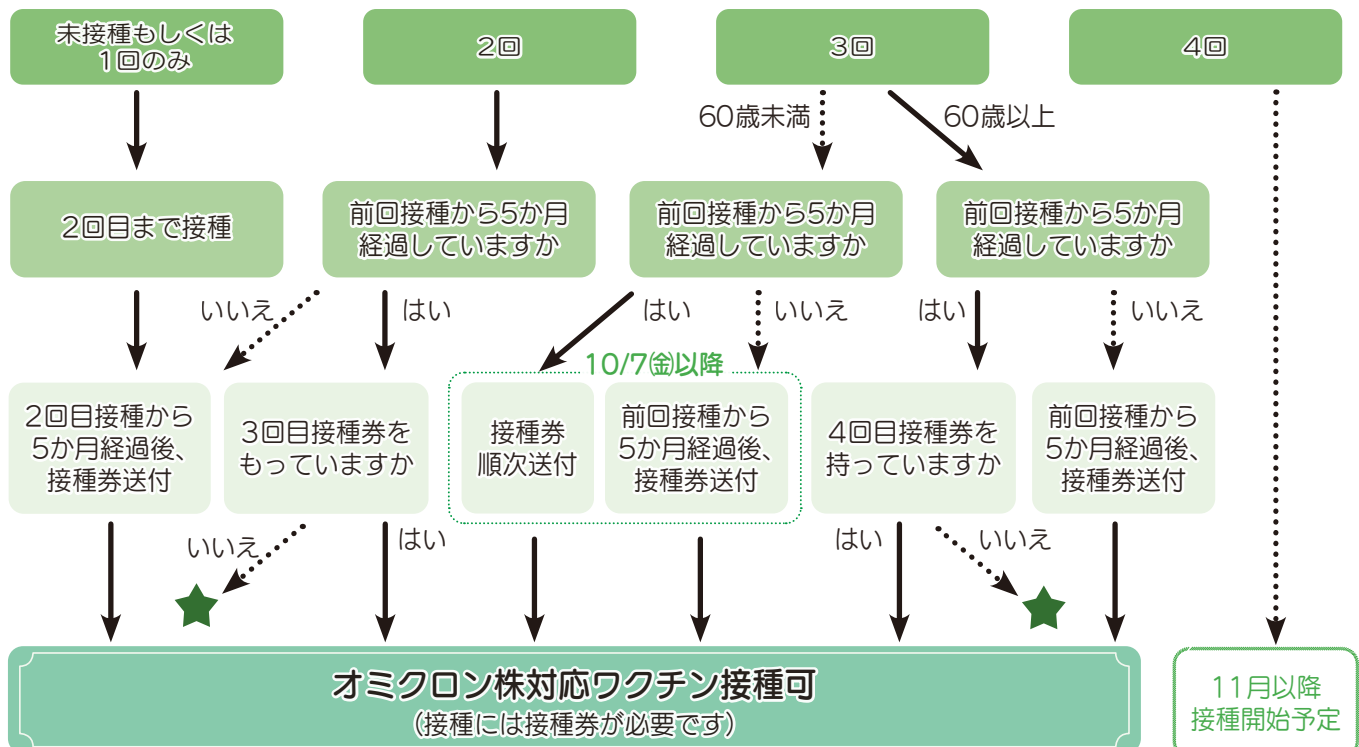 未接種もしくは
1回のみ
2回
3回
4回
60歳未満
60歳以上
2回目まで接種
前回接種から5か月
経過していますか
前回接種から5か月
経過していますか
前回接種から5か月
経過していますか
いいえ
はい
はい
いいえ
はい
いいえ
10/7㈮以降
2回目接種から
5か月経過後、
接種券送付
3回目接種券を
もっていますか
接種券
順次送付
前回接種から
5か月経過後、
接種券送付
4回目接種券を
持っていますか
前回接種から
5か月経過後、
接種券送付
いいえ
はい
はい
いいえ
オミクロン株対応ワクチン接種可
(接種には接種券が必要です)
11月以降
接種開始予定